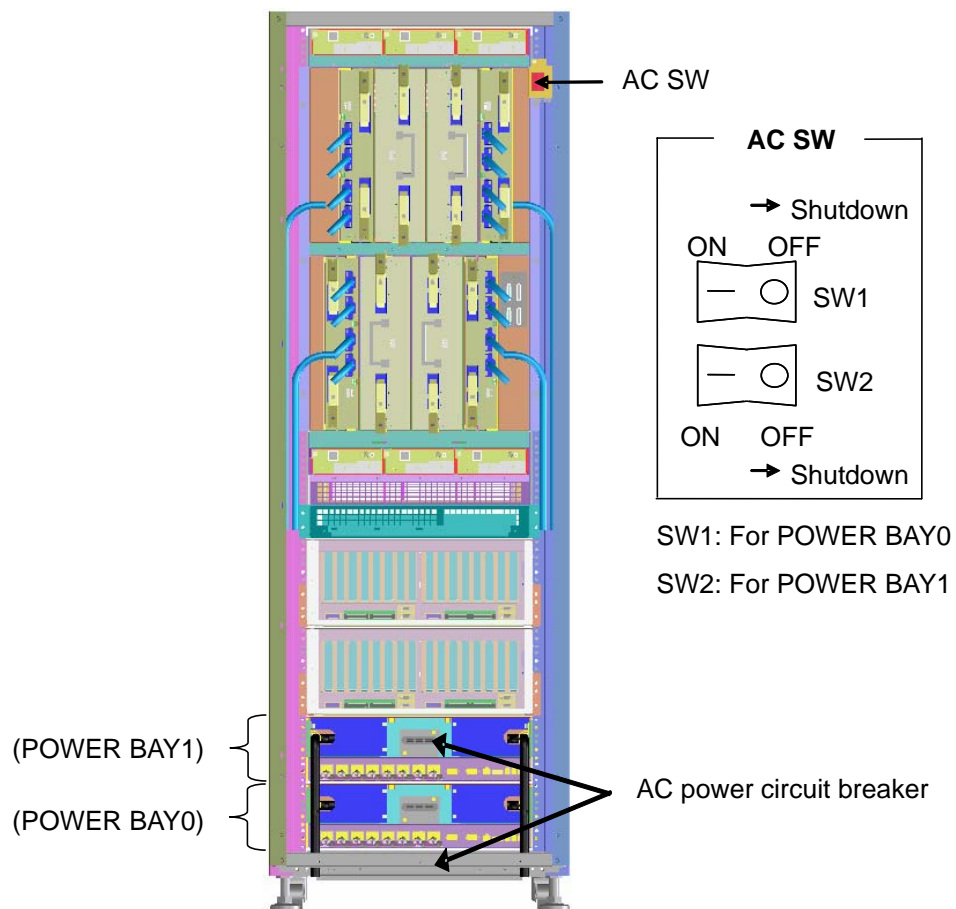 AC SW
AC SW
Shutdown
ON OFF
SW1
SW2
ON OFF
Shutdown
SW1: For POWER BAY0
SW2: For POWER BAY1
(POWER BAY1)
AC power circuit breaker
(POWER BAY0)